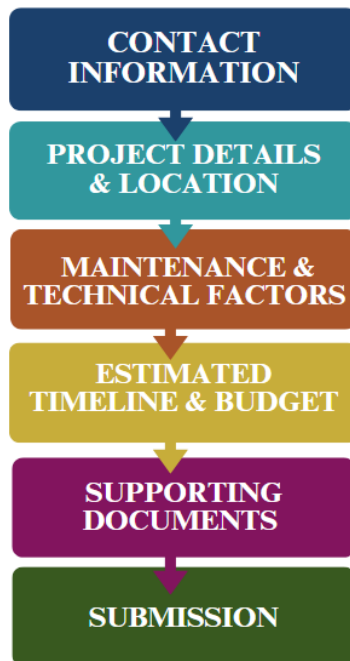 CONTACT
INFORMATION
PROJECT DETAILS
& LOCATION
MAINTENANCE &
TECHNICAL FACTORS
ESTIMATED
TIMELINE & BUDGET
SUPPORTING
DOCUMENTS
SUBMISSION